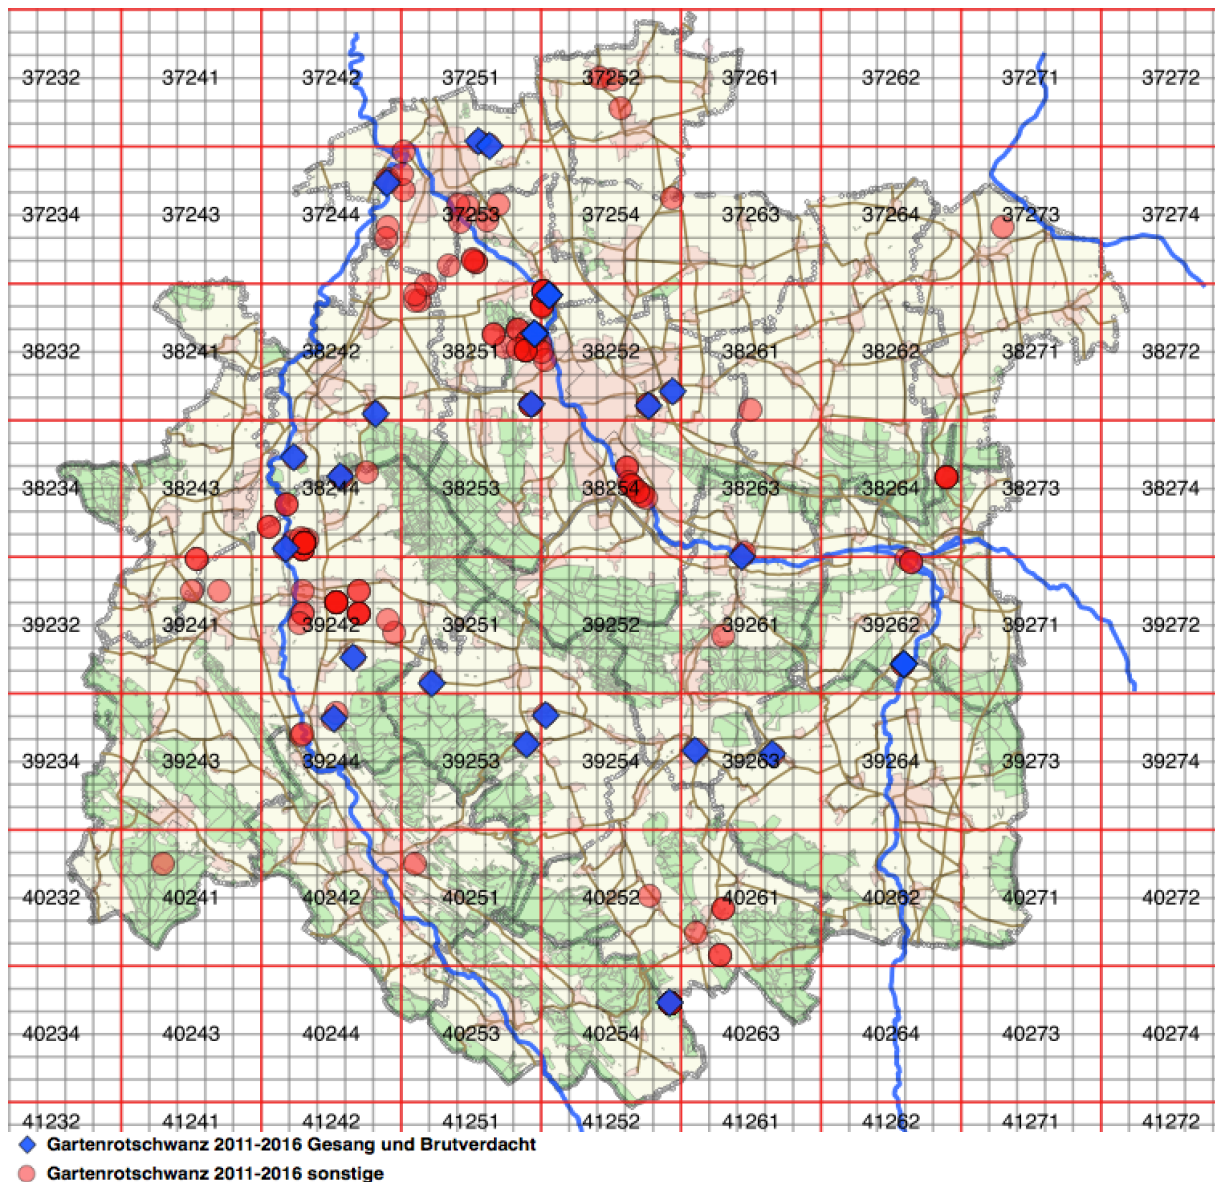 37232 37241 37242 37251 37252 37261 37262 37271 37272
37234 37243 37244 37253 37254 37263 37264 37273 37274
38232 38241 38242 38251 38252 38261 38262 38271 38272
38234 38243 38244 38253 38254 38263 38264 38273 38274
39232 39241 39242 39251 39252 39261 39262 39271 39272
39234 39243 39244 39253 39254 39263 39264 39273 39274
40232 40241 40242 40251 40252 40261 40262 40271 40272
40234 40243 40244 40253 40254 40263 40264 40273 40274
41232 41241 41242 41251 41252 41261 41262 41271 41272
Gartenrotschwanz 2011-2016 Gesang und Brutverdacht
Gartenrotschwanz 2011-2016 sonstige